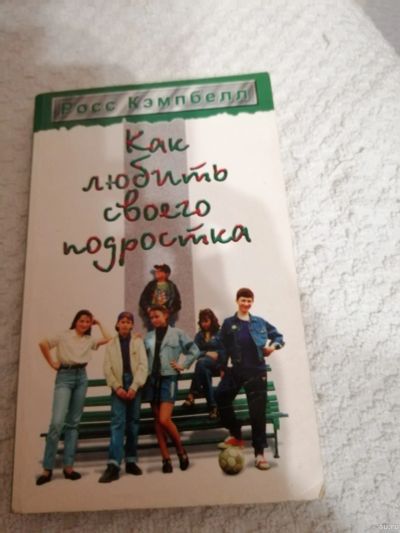 Росс Кэмпбелл
Как
любить
своего
подростка